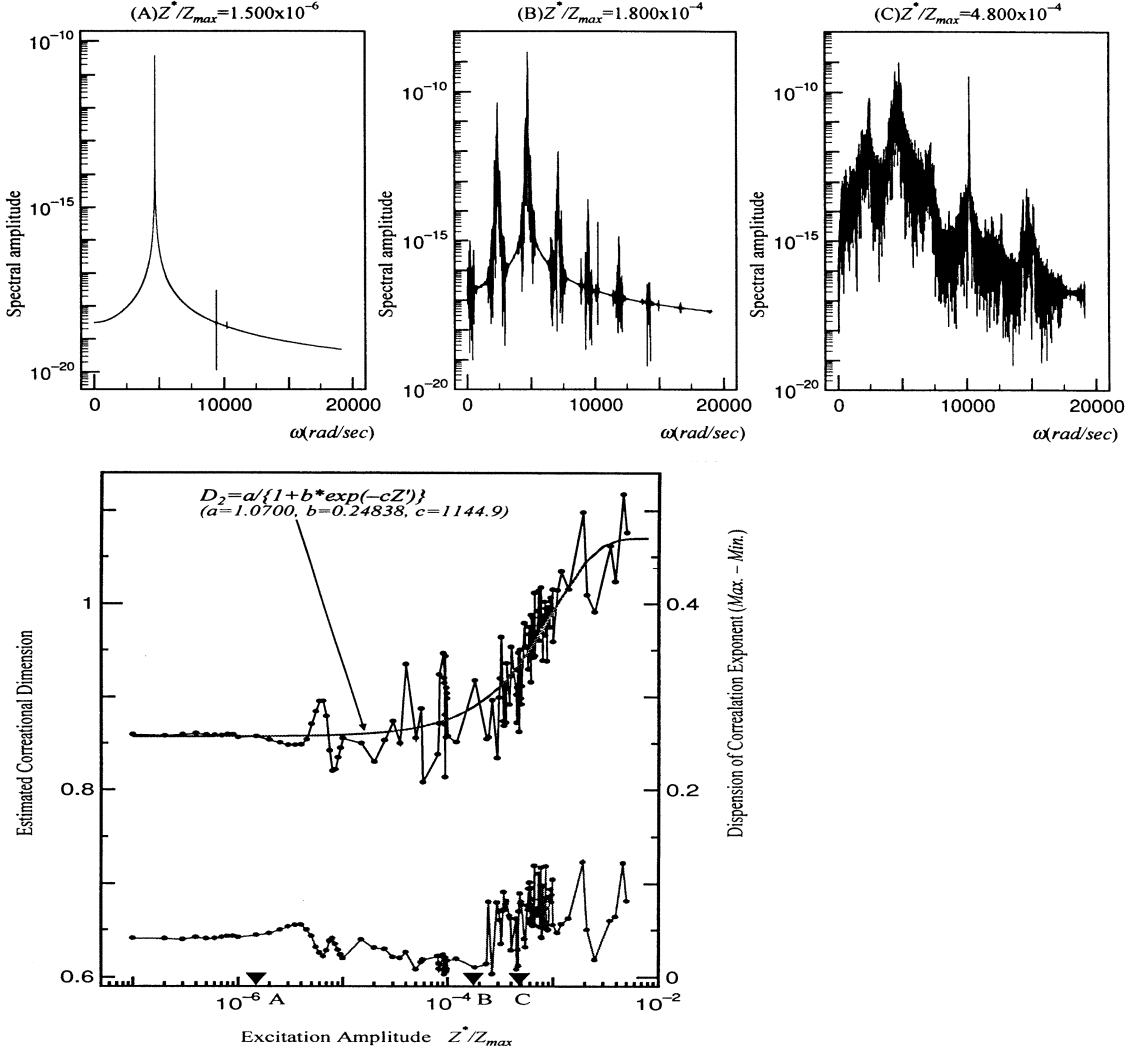 (A)Z*/Zmax=1.500x10-6
(B)Z*/Zmax=1.800x10-4
(C)Z*/Zmax=4.800x10-4
Spectral amplitude
10-10
10-15
10-20
0
10000
20000
ω(rad/sec)
Spectral amplitude
10-10
10-15
10-20
0
10000
20000
ω(rad/sec)
Spectral amplitude
10-10
10-15
10-20
0
10000
20000
ω(rad/sec)
D2=a/{1+b*exp(-cZ')}
(a=1.0700, b=0.24838, c=1144.9)
Estimated Correational Dimension
1
0.8
0.6
Dispension of Correalation Exponent (Max. – Min.)
0.4
0.2
0
10-6 A
10-4 B
C
10-2
Excitation Amplitude Z*/Zmax